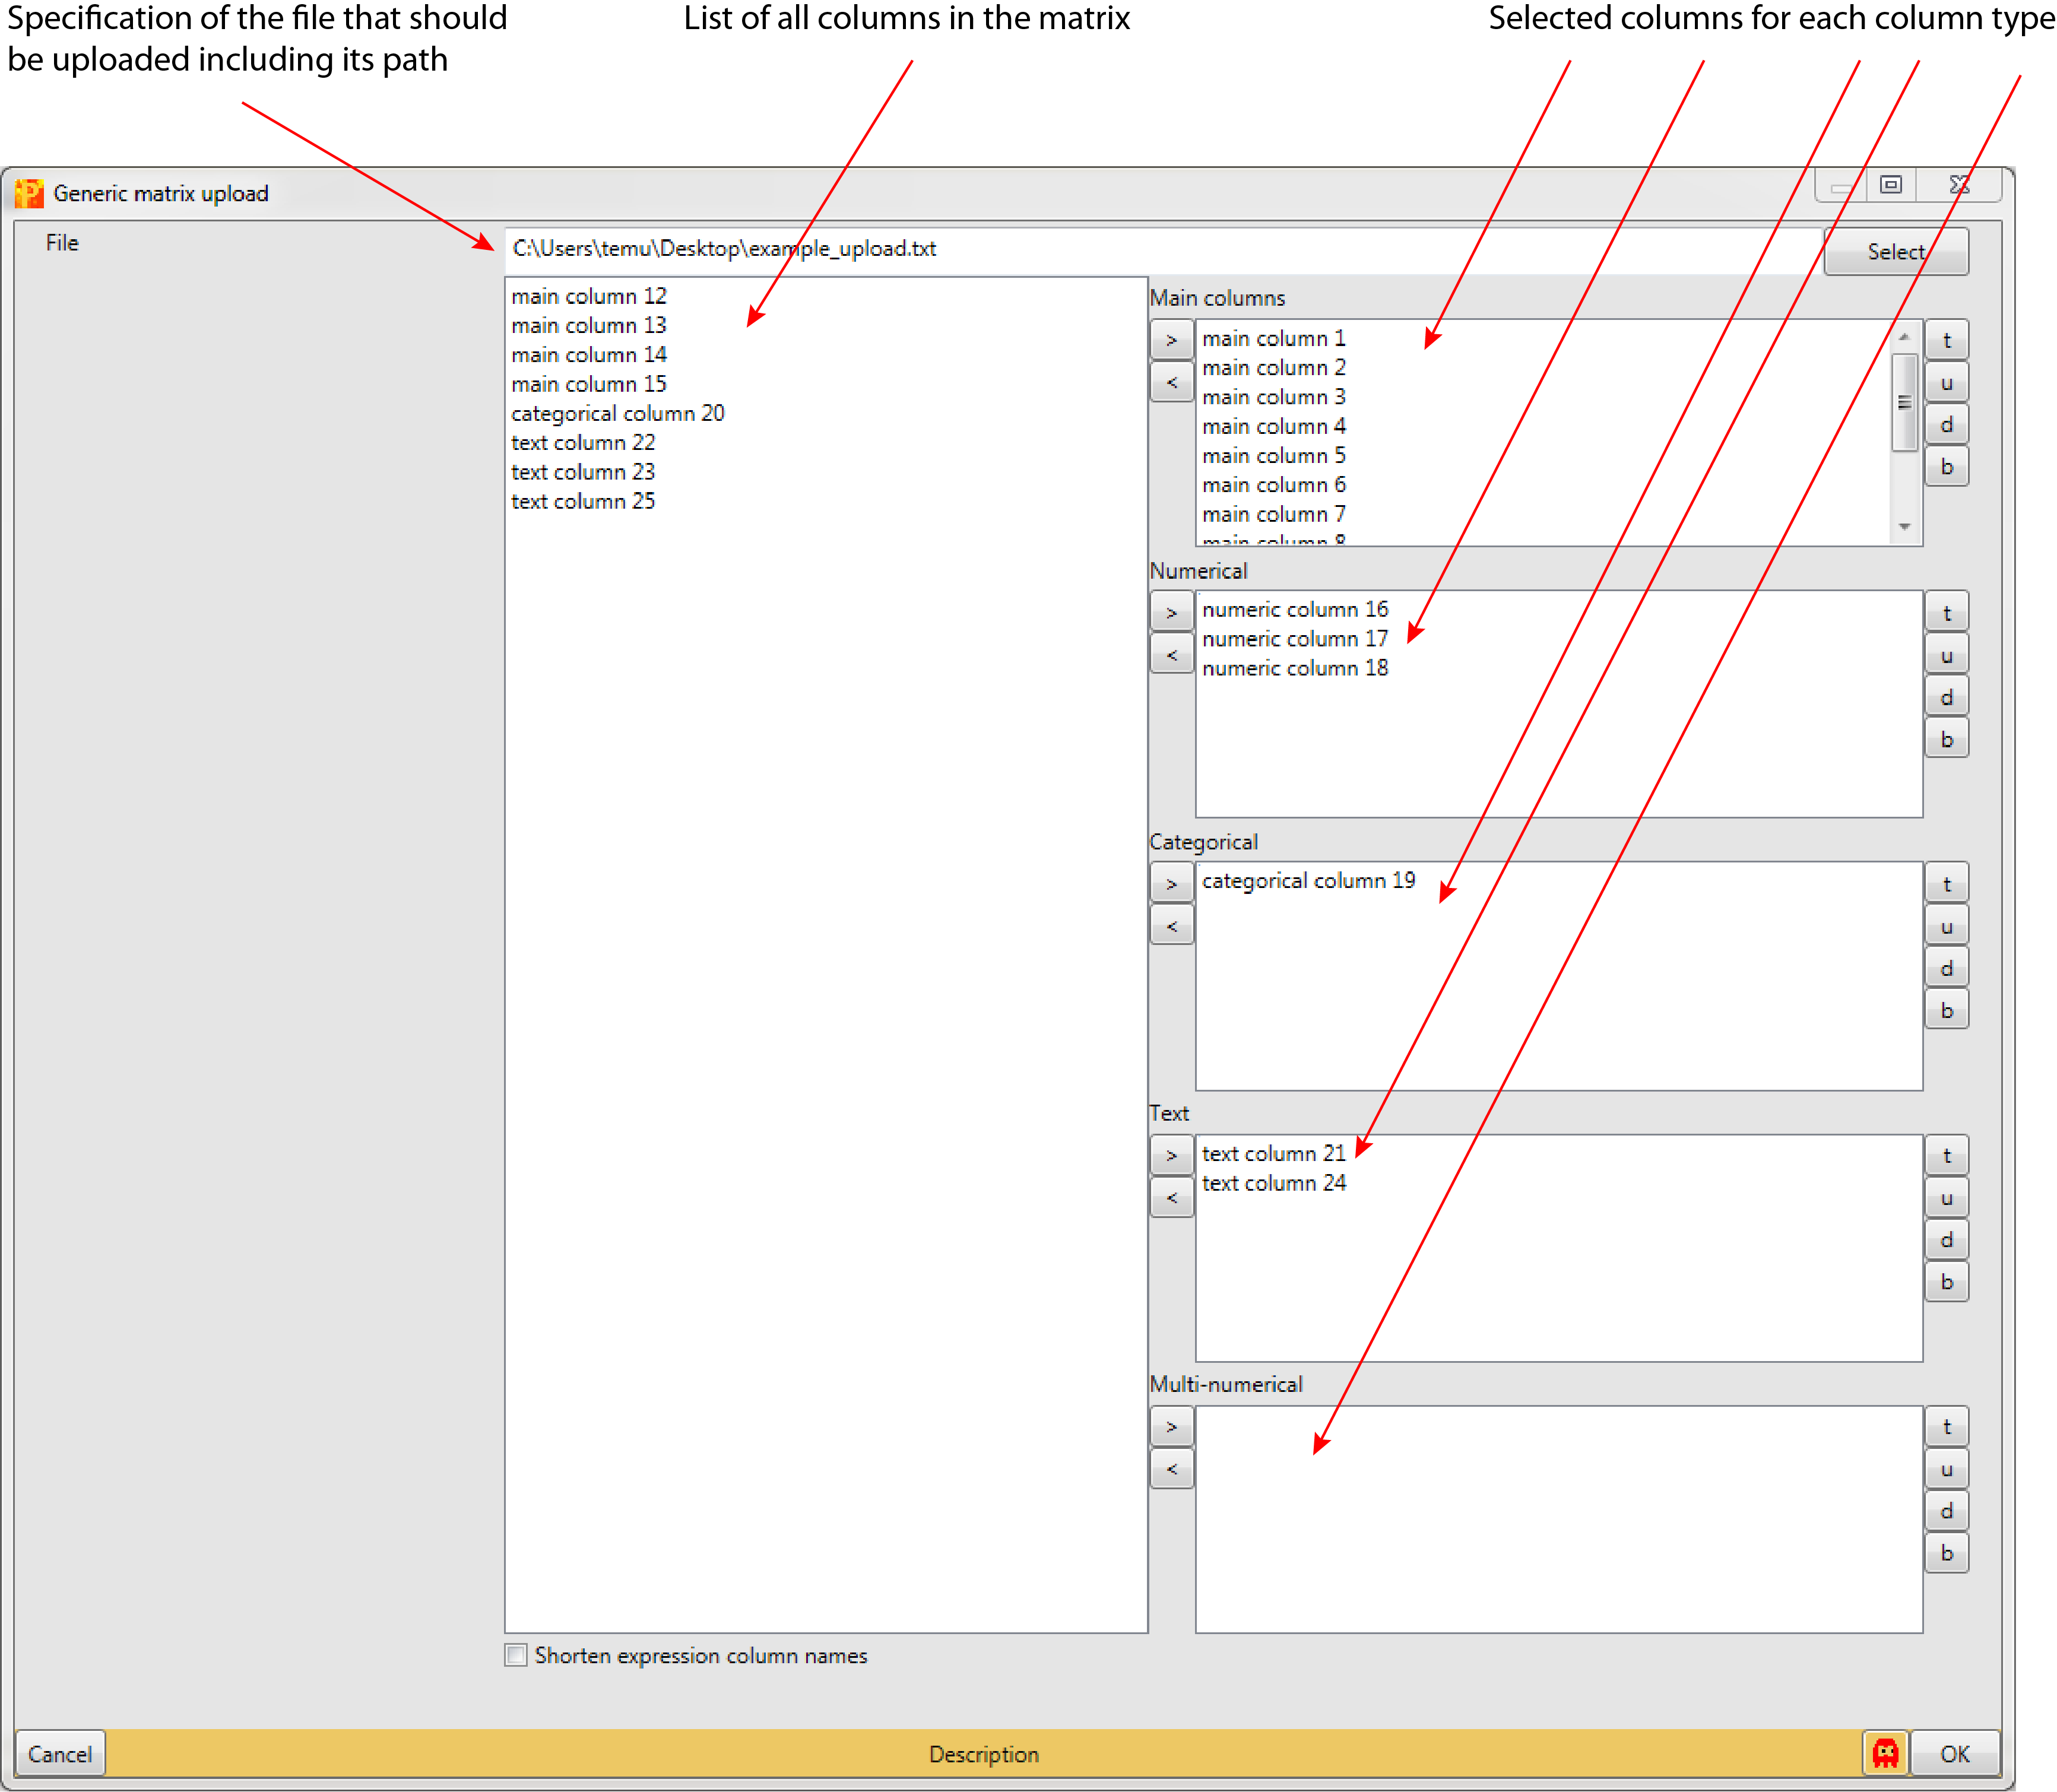 Specification of the file that should
be uploaded including its path
List of all columns in the matrix
Selected columns for each column type
Generic matrix upload
File
C:\Users\temu\Desktop\example_upload.txt
Select
main column 12
main column 13
main column 14
main column 15
categorical column 20
text column 22
text column 23
text column 25
Main columns
>
<
main column 1
main column 2
main column 3
main column 4
main column 5
main column 6
main column 7
main column 8
t
u
d
b
Numerical
>
<
numeric column 16
numeric column 17
numeric column 18
t
u
d
b
Categorical
>
<
categorical column 19
t
u
d
b
Text
>
<
text column 21
text column 24
t
u
d
b
Multi-numerical
>
<
t
u
d
b
Shorten expression column names
Cancel
Description
OK